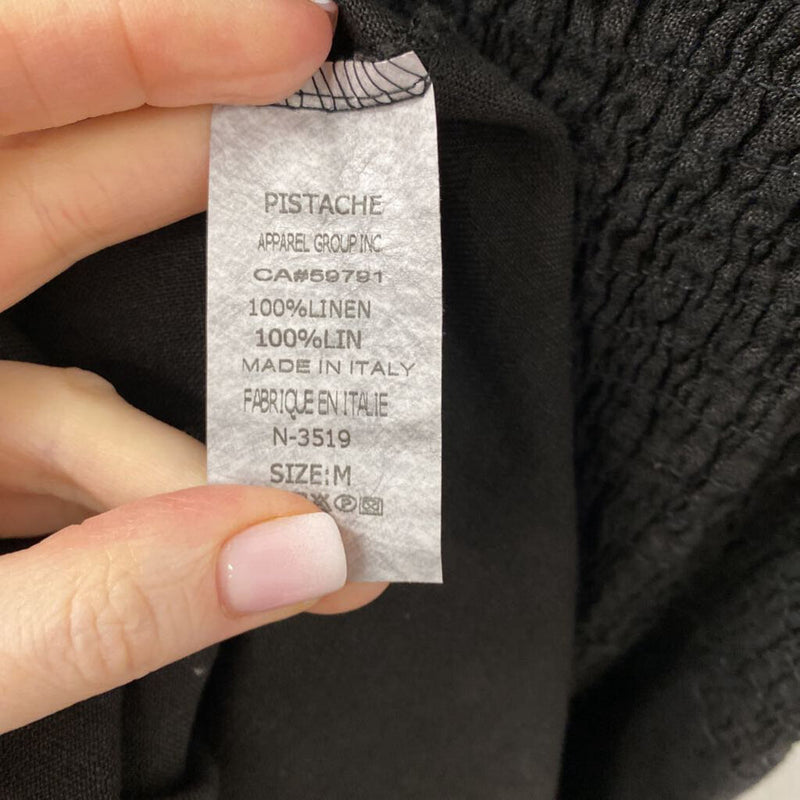 PISTACHE
APPAREL GROUP INC
CA#59791
100%LINEN
100%LIN
MADE IN ITALY
FABRIQUE EN ITALIE
N-3519
SIZE:M